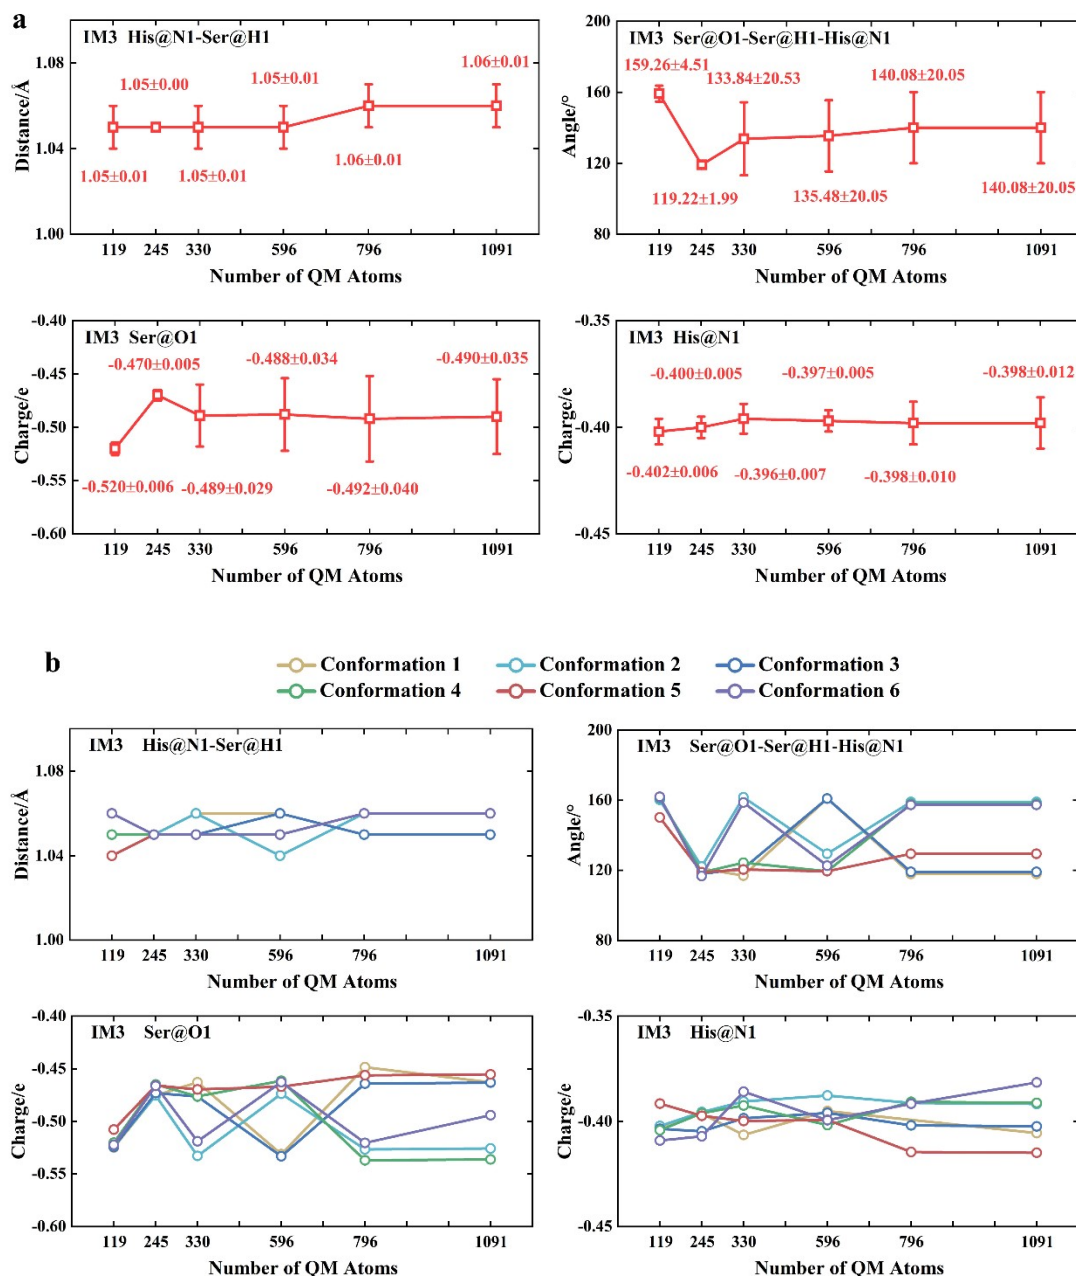 a
IM3 His@N1-Ser@H1
1.05±0.00 1.05±0.01 1.06±0.01
1.05±0.01 1.05±0.01 1.06±0.01
Distance/Å
1.08
1.04
1.00
119 245 330 596 796 1091
Number of QM Atoms
IM3 Ser@O1-Ser@H1-His@N1
159.26±4.51 133.84±20.53 140.08±20.05
119.22±1.99 135.48±20.05 140.08±20.05
Angle/°
200
160
120
80
119 245 330 596 796 1091
Number of QM Atoms
IM3 Ser@O1
-0.470±0.005 -0.488±0.034 -0.490±0.035
-0.520±0.006 -0.489±0.029 -0.492±0.040
Charge/e
-0.40
-0.45
-0.50
-0.55
-0.60
119 245 330 596 796 1091
Number of QM Atoms
IM3 His@N1
-0.400±0.005 -0.397±0.005 -0.398±0.012
-0.402±0.006 -0.396±0.007 -0.398±0.010
Charge/e
-0.35
-0.40
-0.45
119 245 330 596 796 1091
Number of QM Atoms
b
Conformation 1 Conformation 2 Conformation 3
Conformation 4 Conformation 5 Conformation 6
IM3 His@N1-Ser@H1
Distance/Å
1.08
1.04
1.00
119 245 330 596 796 1091
Number of QM Atoms
IM3 Ser@O1-Ser@H1-His@N1
Angle/°
200
160
120
80
119 245 330 596 796 1091
Number of QM Atoms
IM3 Ser@O1
Charge/e
-0.40
-0.45
-0.50
-0.55
-0.60
119 245 330 596 796 1091
Number of QM Atoms
IM3 His@N1
Charge/e
-0.35
-0.40
-0.45
119 245 330 596 796 1091
Number of QM Atoms